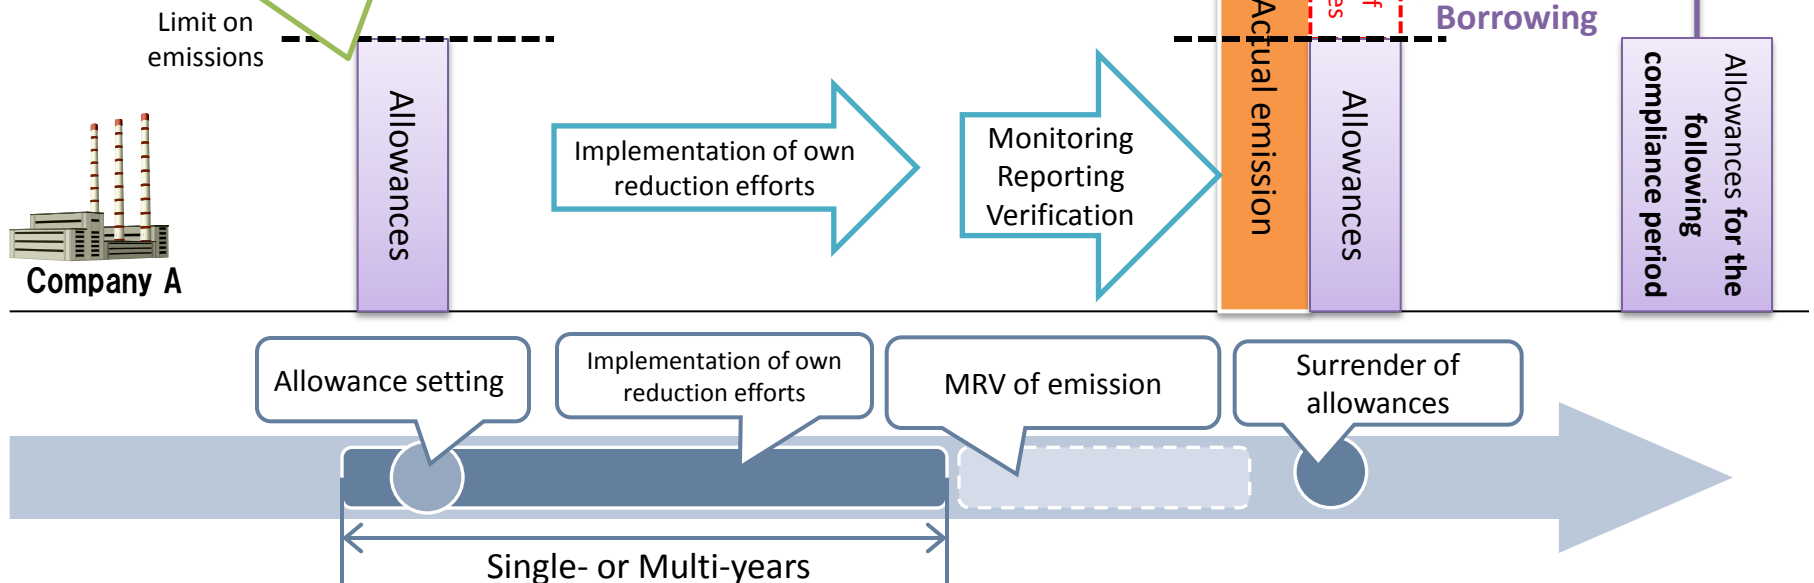 Limit on
emissions
Allowances
Implementation of own
reduction efforts
Monitoring
Reporting
Verification
Actual emission
f
es
Allowances
Borrowing
Allowances for the
following
compliance period
Company A
Allowance setting
Implementation of own
reduction efforts
MRV of emission
Surrender of
allowances
Single- or Multi-years